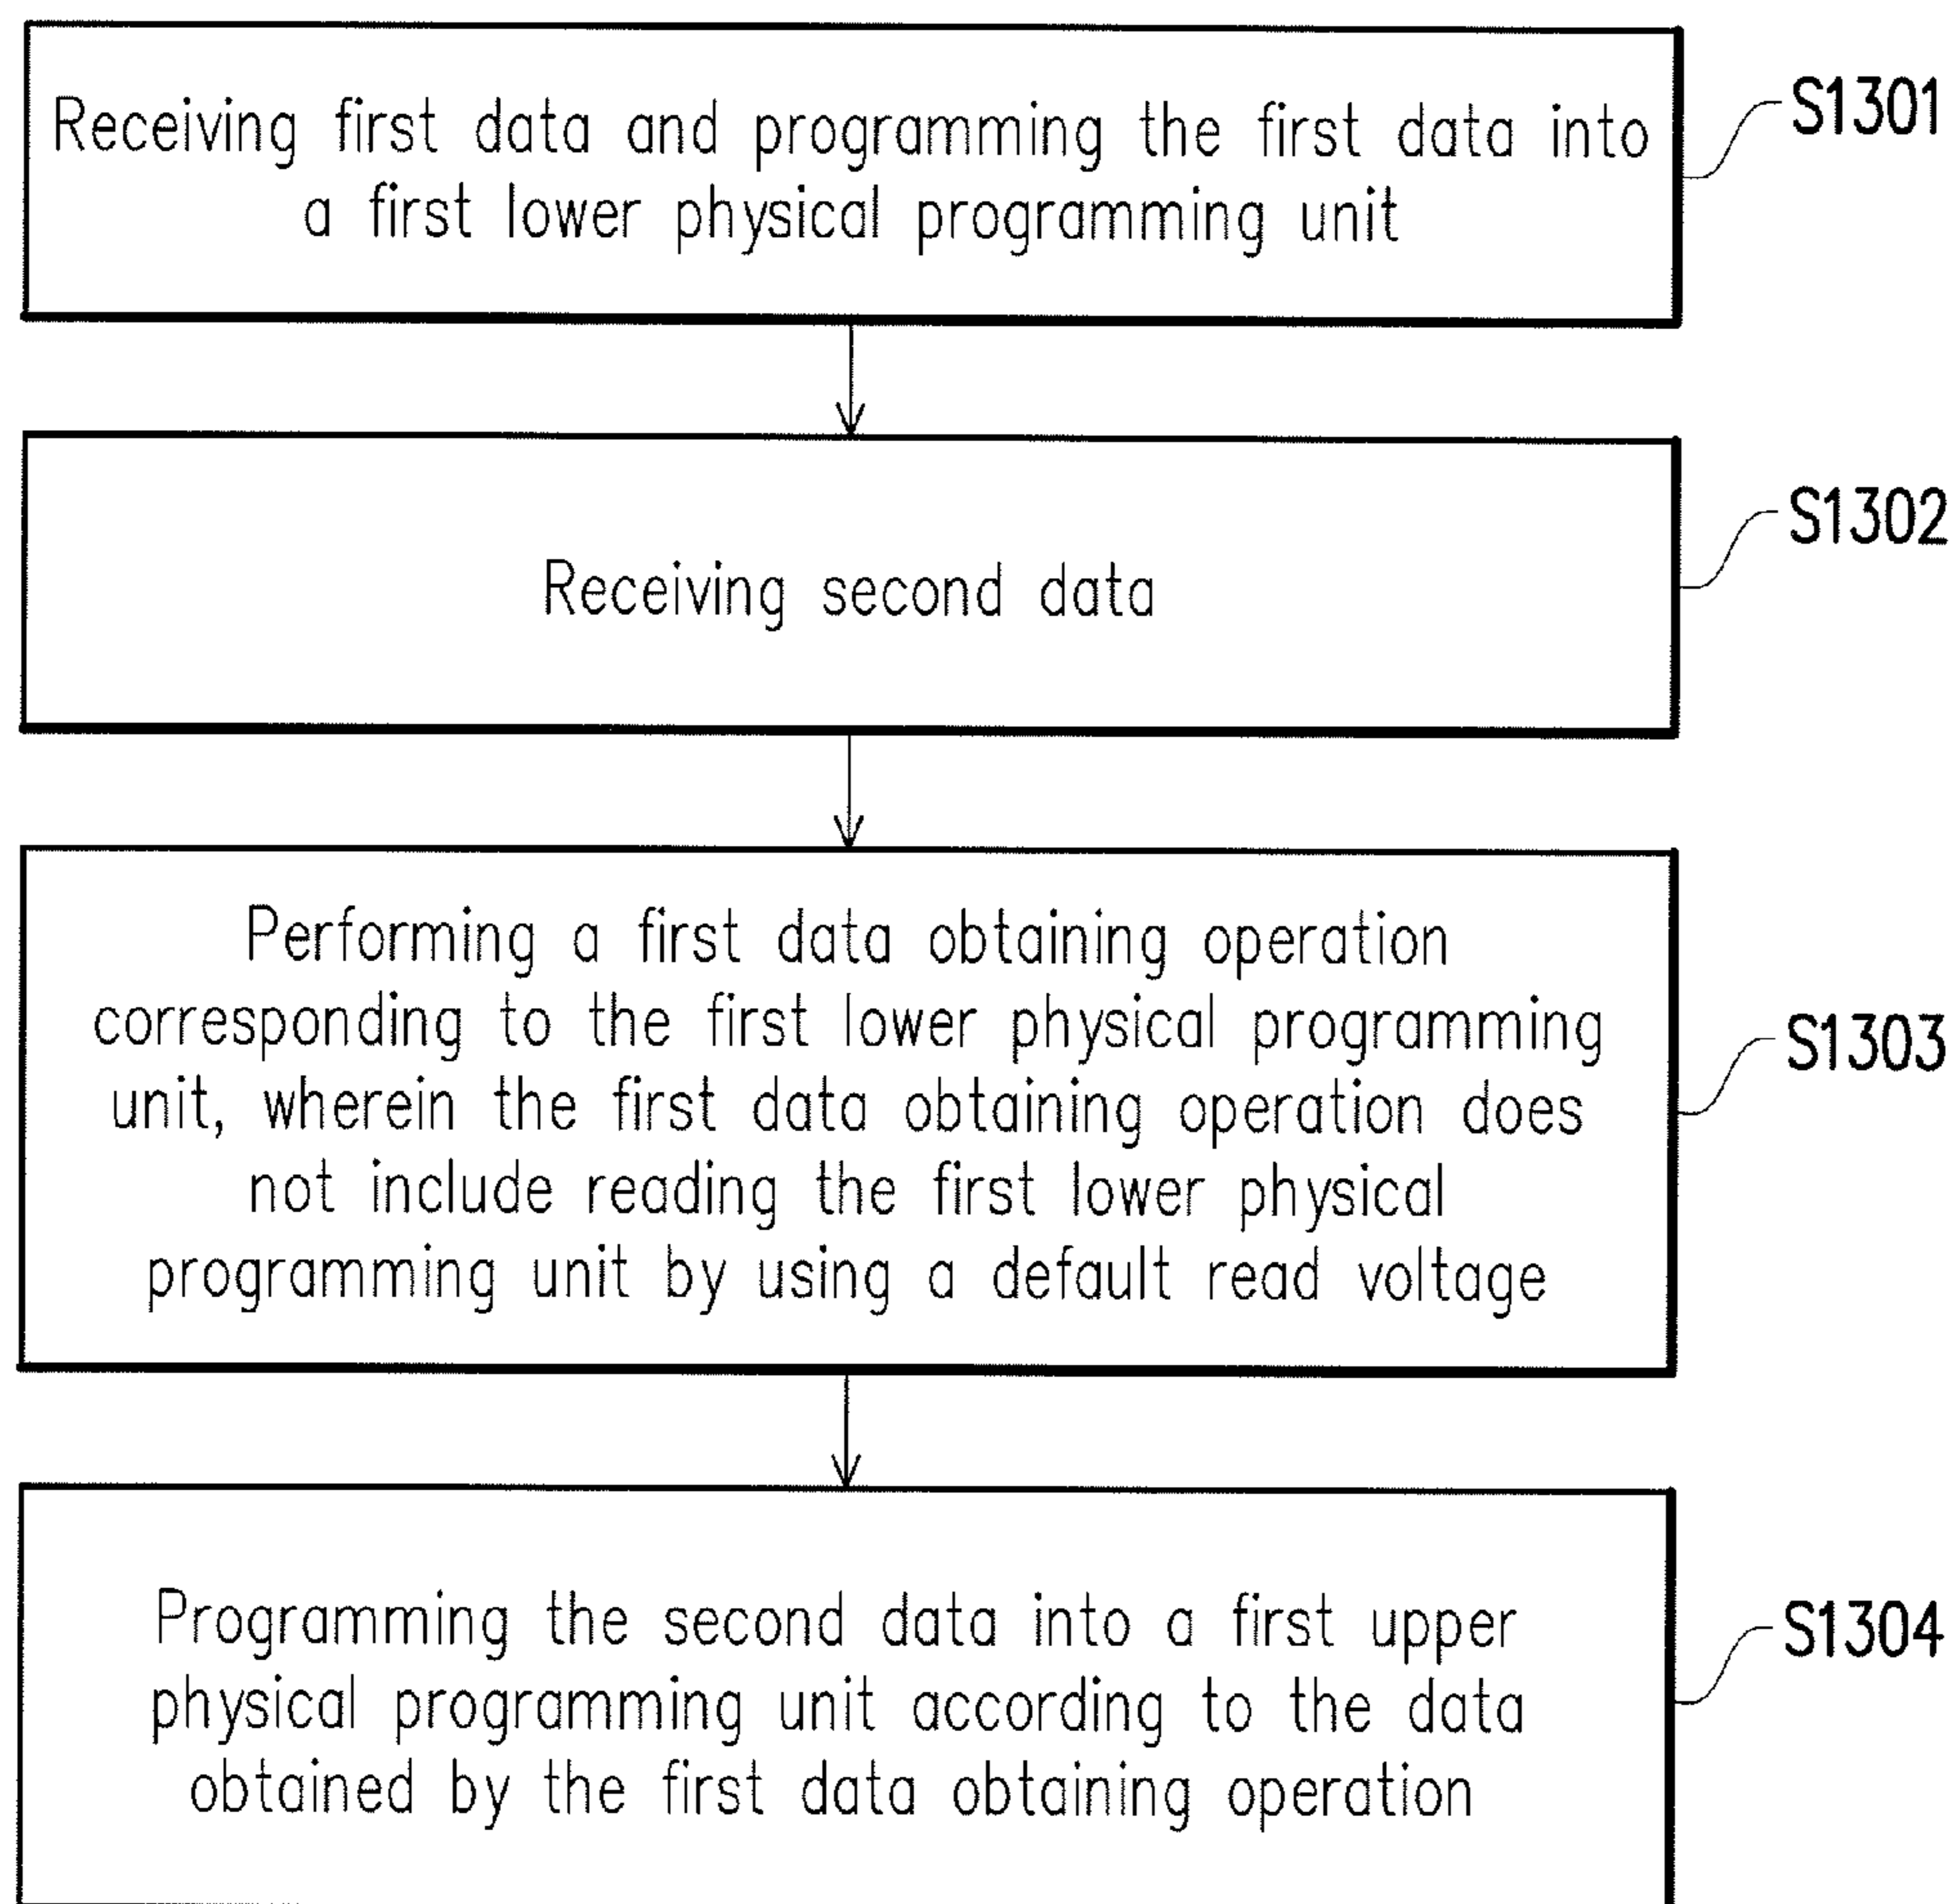 Receiving first data and programming the first data into
a first lower physical programming unit
S1301
Receiving second data
S1302
Performing a first data obtaining operation
corresponding to the first lower physical programming
unit, wherein the first data obtaining operation does
not include reading the first lower physical
programming unit by using a default read voltage
S1303
Programming the second data into a first upper
physical programming unit according to the data
obtained by the first data obtaining operation
S1304